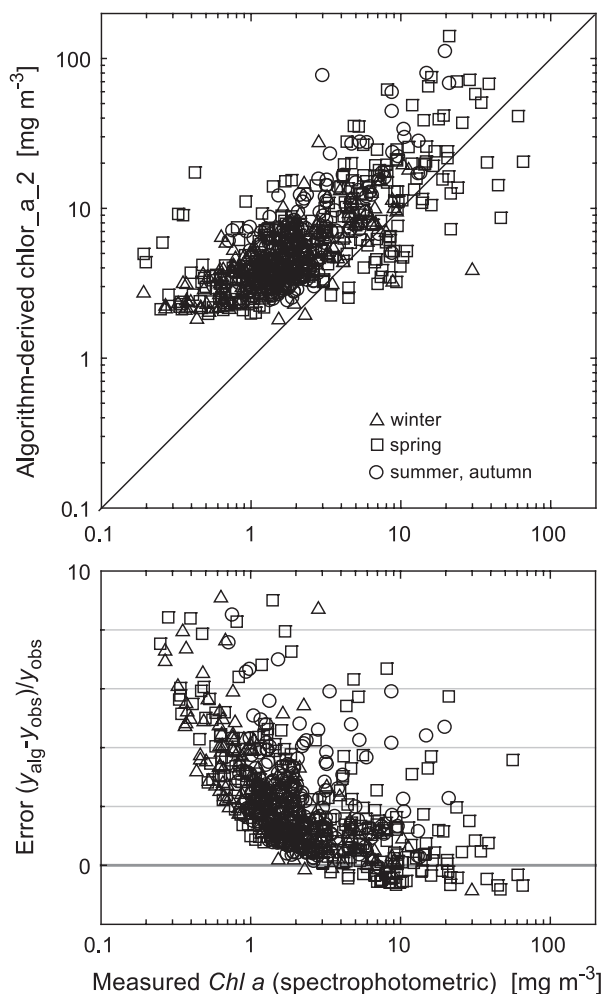 100
10
1
0.1
Algorithm-derived chlor_a_2 [mg m-3]
winter
spring
summer, autumn
0.1 1 10 100
10
0
Error (yalg-yobs)/yobs
0.1 1 10 100
Measured Chl a (spectrophotometric) [mg m-3]